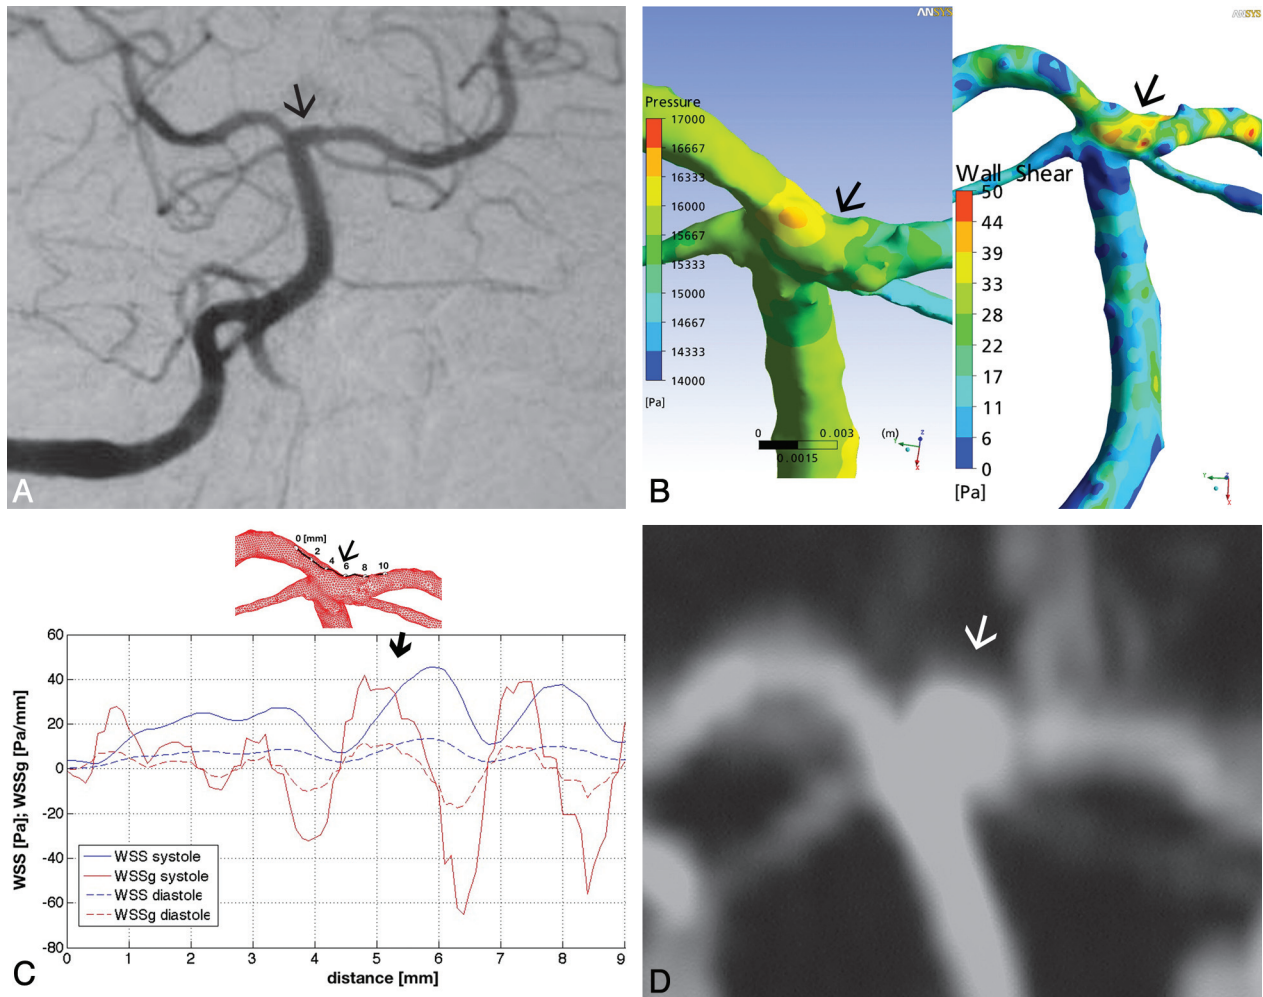 A
ANSYS
Pressure
17000
16667
16333
16000
15667
15333
15000
14667
14333
14000
[Pa]
0 0.003 (m)
0.0015
Y
z
X
B
ANSYS
Wall Shear
50
44
39
33
28
22
17
11
6
0
[Pa]
Y
Z
X
0 [mm]
2
4
6
8
10
60
40
20
0
-20
-40
-60
-80
WSS [Pa]; WSSg [Pa/mm]
WSS systole
WSSg systole
WSS diastole
WSSg diastole
0 1 2 3 4 5 6 7 8 9
distance [mm]
C
D